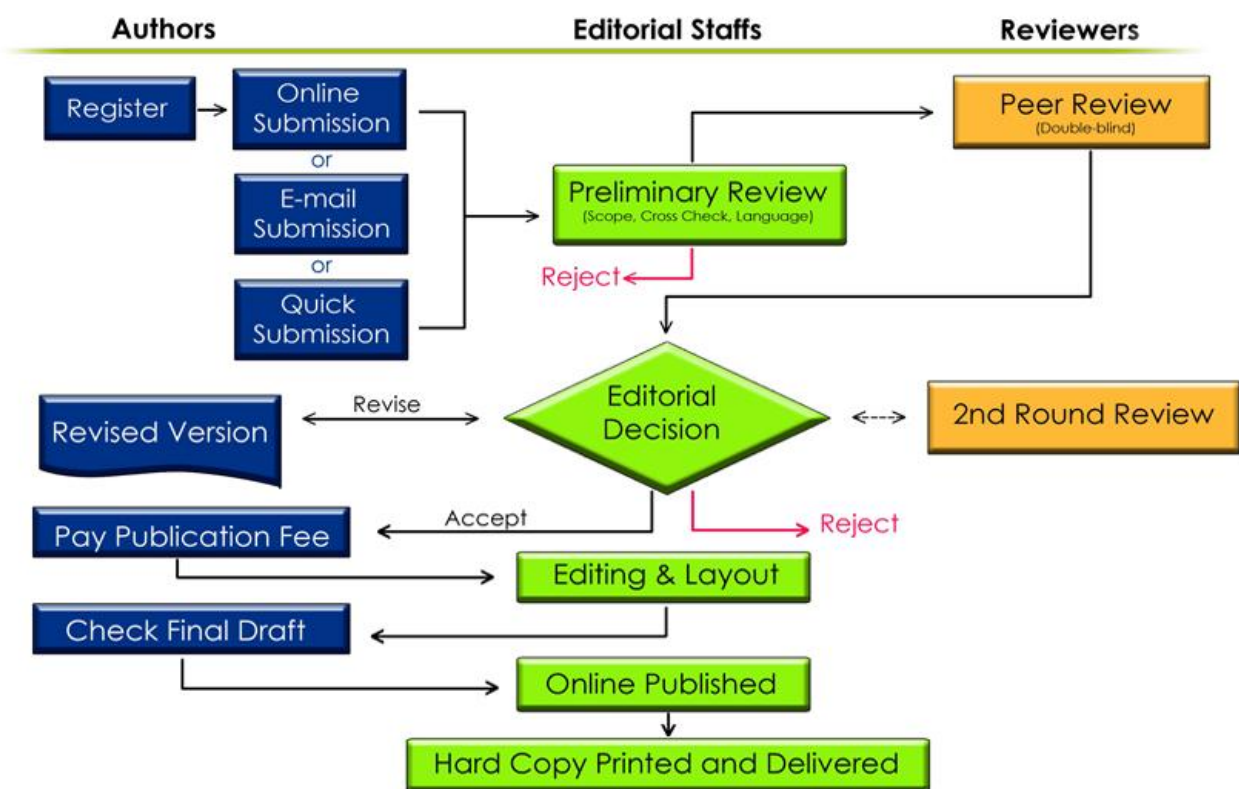 Authors
Editorial Staffs
Reviewers
Register
Online
Submission
or
E-mail
Submission
or
Quick
Submission
Preliminary Review
(Scope, Cross Check, Language)
Reject
Peer Review
(Double-blind)
Revised Version
Revise
Editorial
Decision
2nd Round Review
Pay Publication Fee
Accept
Reject
Editing & Layout
Check Final Draft
Online Published
Hard Copy Printed and Delivered